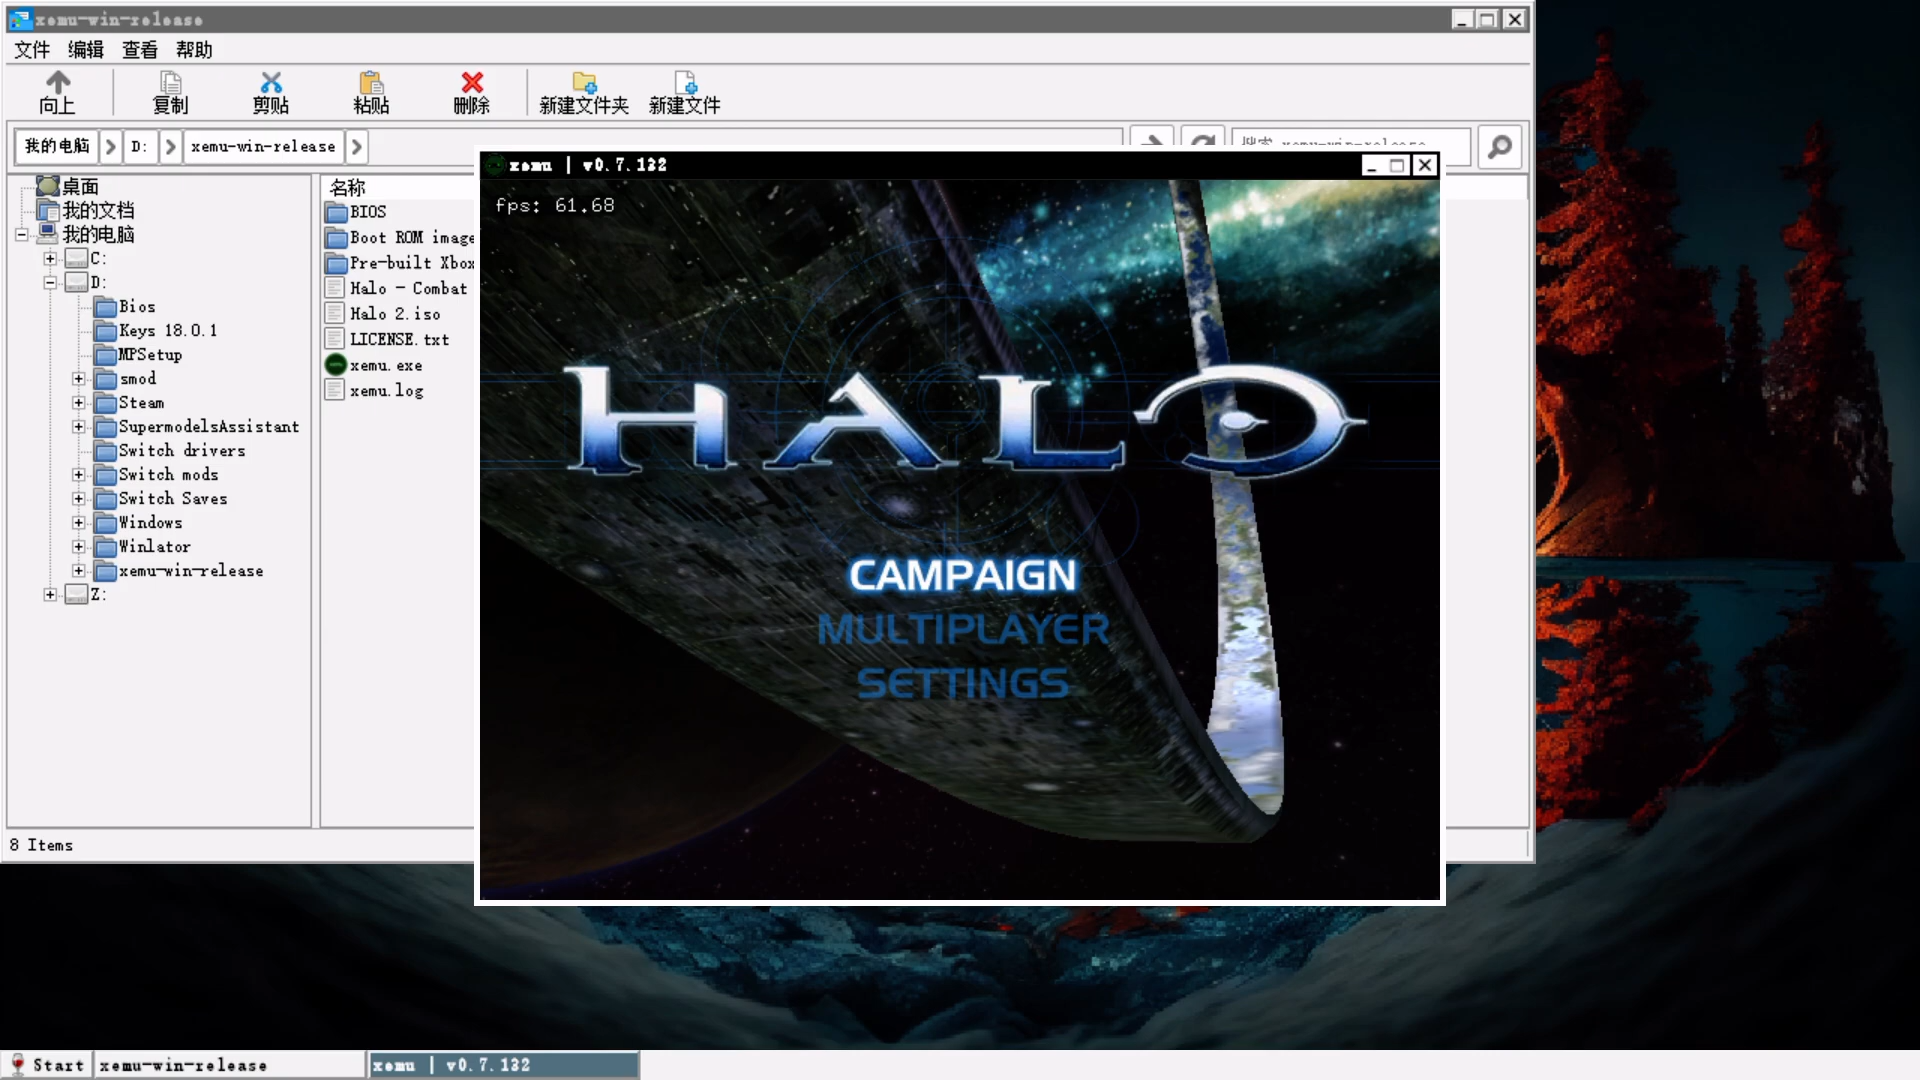 xemu-win-release
文件 编辑 查看 帮助
向上 复制 剪贴 粘贴 删除 新建文件夹 新建文件
我的电脑 D: xemu-win-release
桌面
我的文档
我的电脑
C:
D:
Bios
Keys 18.0.1
MPSetup
smod
Steam
SupermodelsAssistant
Switch drivers
Switch mods
Switch Saves
Windows
Winlator
xemu-win-release
Z:
名称
BIOS
Boot ROM image
Pre-built Xbox
Halo - Combat
Halo 2.iso
LICENSE.txt
xemu.exe
xemu.log
8 Items
xemu | v0.7.132
fps: 61.68
HALO
CAMPAIGN
MULTIPLAYER
SETTINGS
Start xemu-win-release xemu | v0.7.132